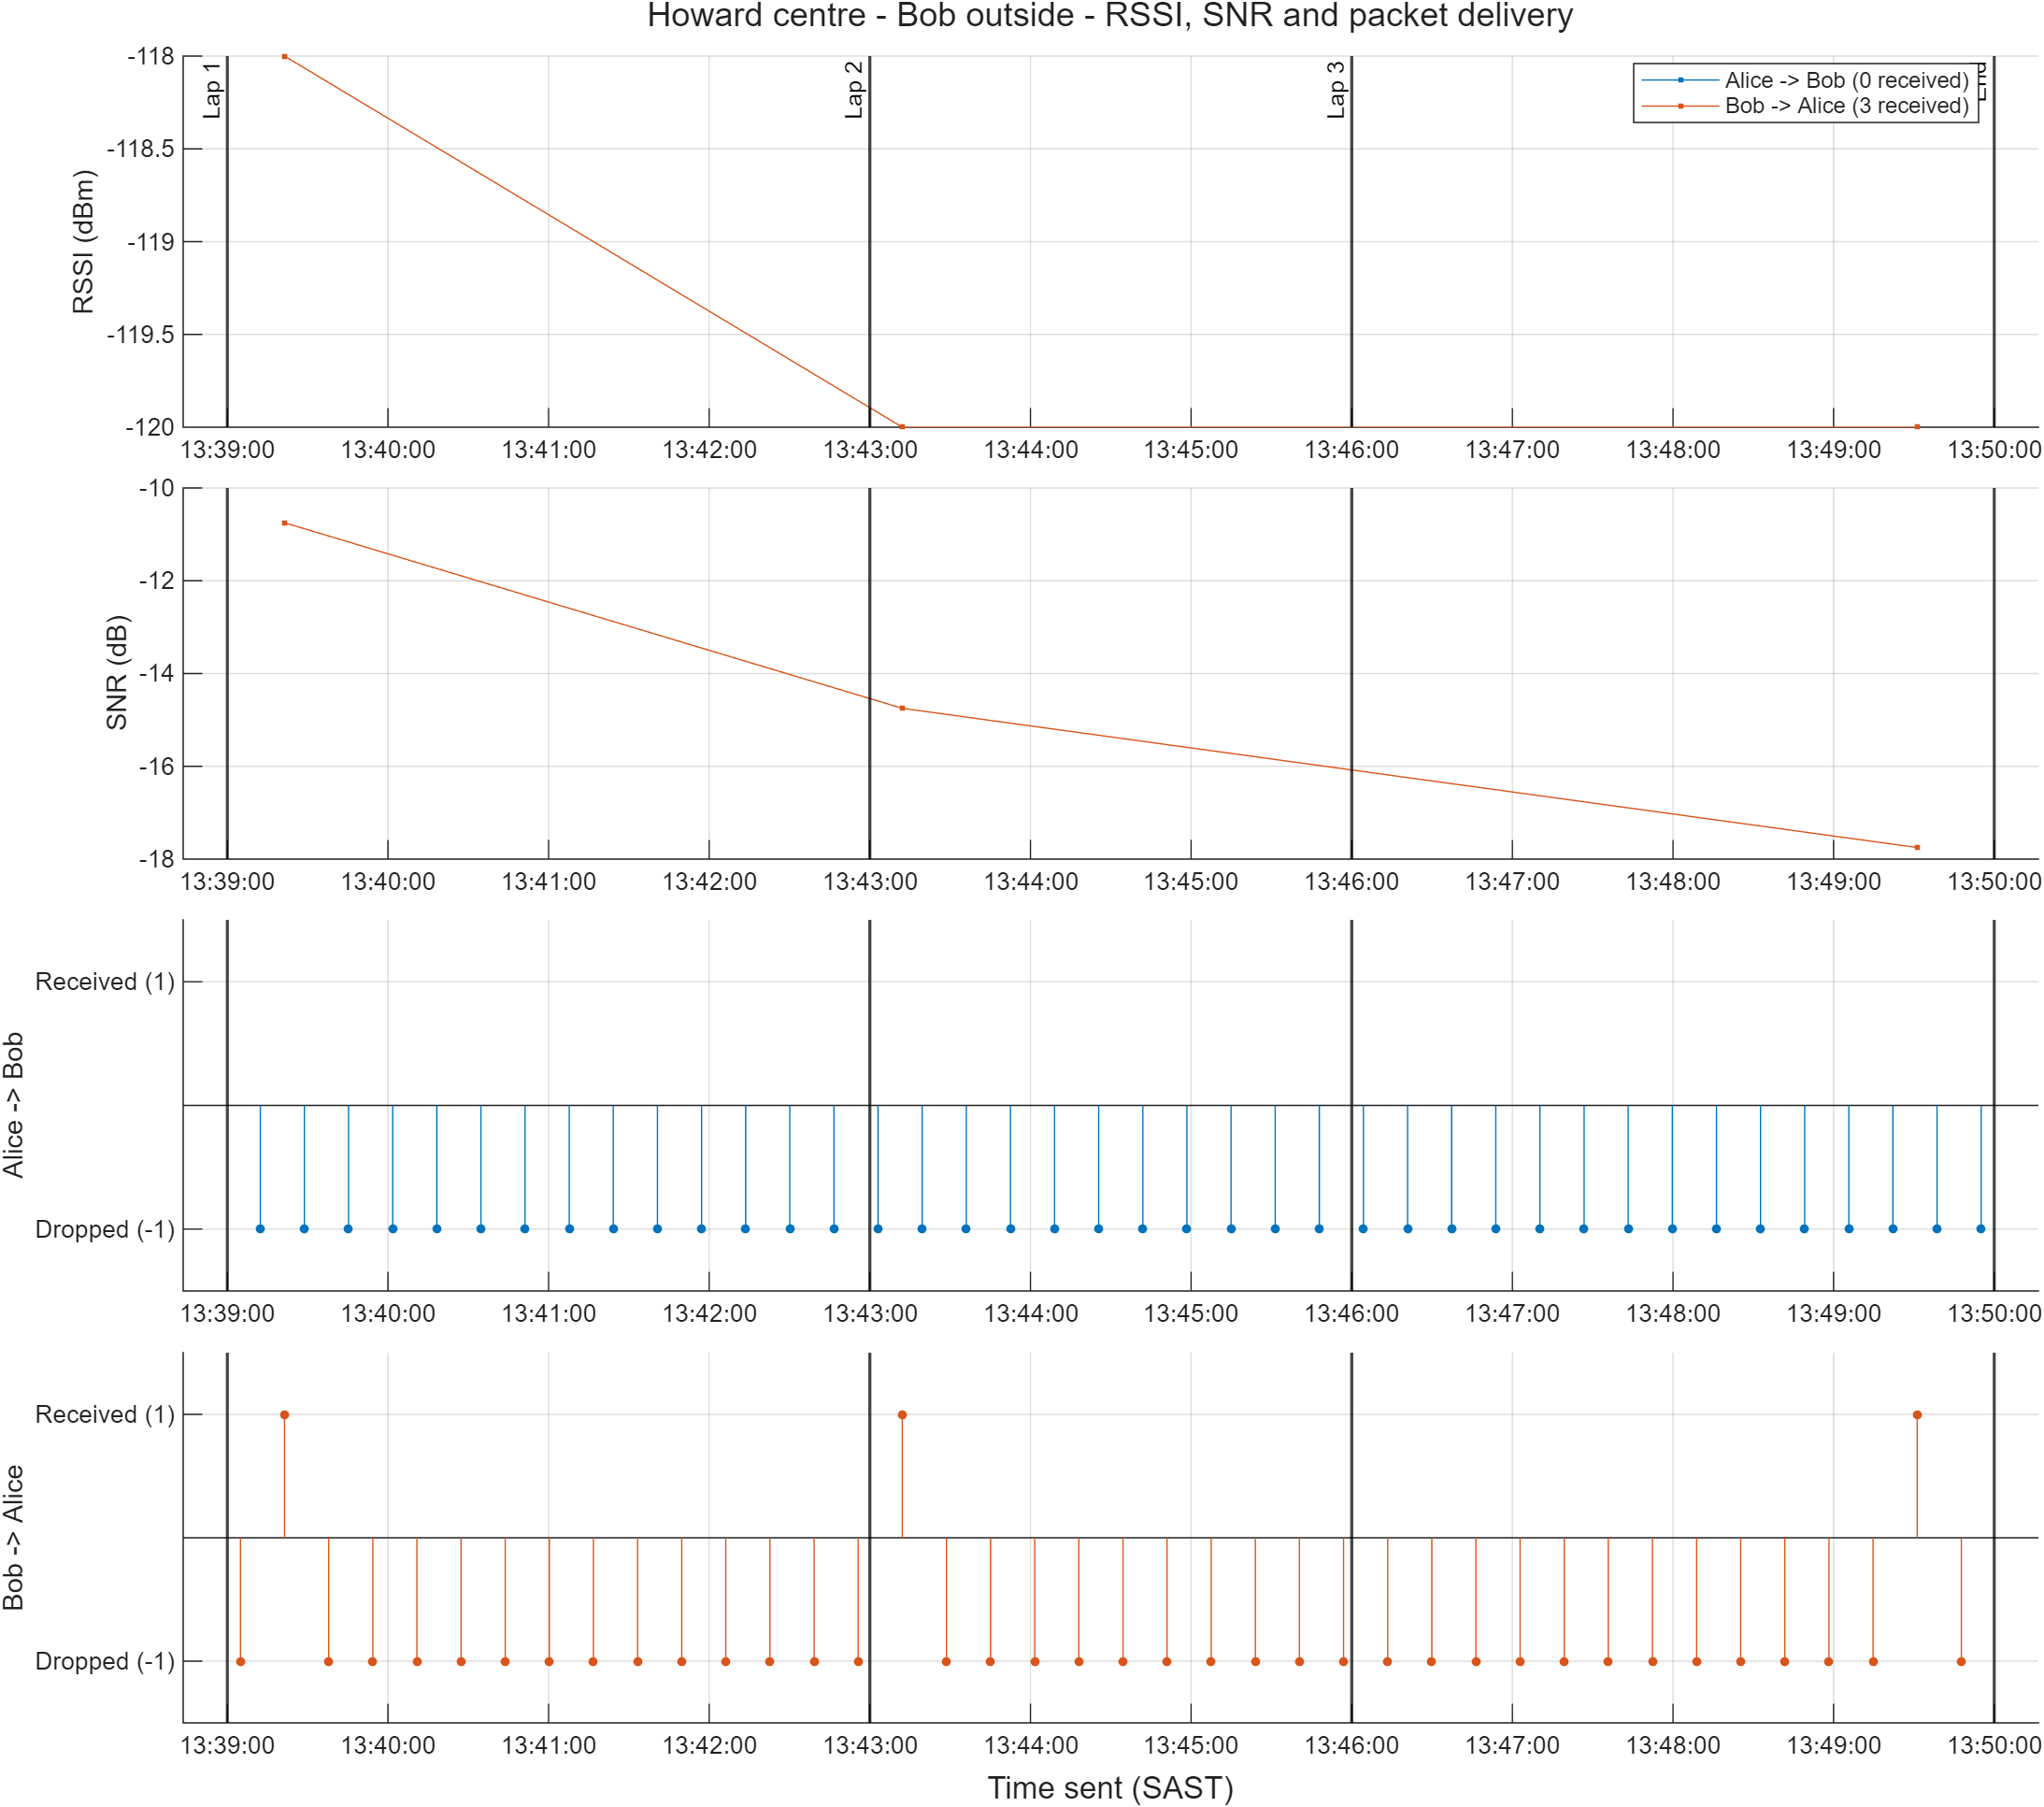 Howard centre - Bob outside - RSSI, SNR and packet delivery
RSSI (dBm)
-118
-118.5
-119
-119.5
-120
Lap 1
Lap 2
Lap 3
End
Alice -> Bob (0 received)
Bob -> Alice (3 received)
13:39:00 13:40:00 13:41:00 13:42:00 13:43:00 13:44:00 13:45:00 13:46:00 13:47:00 13:48:00 13:49:00 13:50:00
SNR (dB)
-10
-12
-14
-16
-18
13:39:00 13:40:00 13:41:00 13:42:00 13:43:00 13:44:00 13:45:00 13:46:00 13:47:00 13:48:00 13:49:00 13:50:00
Alice -> Bob
Received (1)
Dropped (-1)
13:39:00 13:40:00 13:41:00 13:42:00 13:43:00 13:44:00 13:45:00 13:46:00 13:47:00 13:48:00 13:49:00 13:50:00
Bob -> Alice
Received (1)
Dropped (-1)
13:39:00 13:40:00 13:41:00 13:42:00 13:43:00 13:44:00 13:45:00 13:46:00 13:47:00 13:48:00 13:49:00 13:50:00
Time sent (SAST)